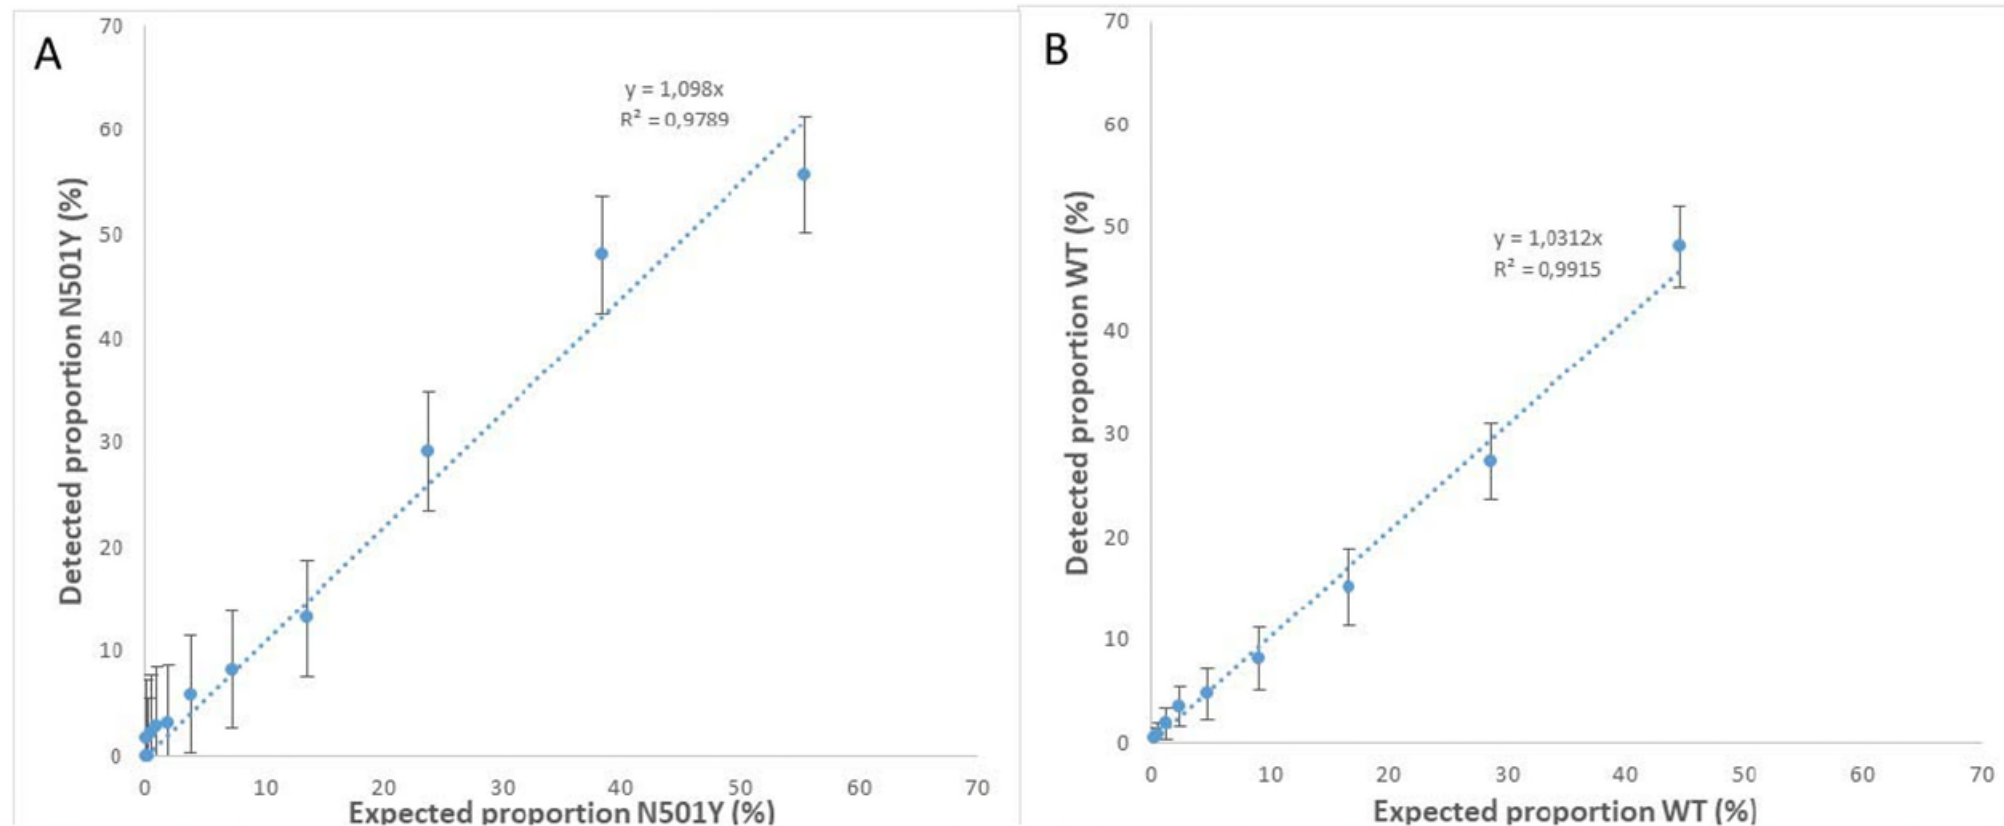 A
70
60
50
40
30
20
10
0
Detected proportion N501Y (%)
y = 1,098x
R² = 0,9789
0 10 20 30 40 50 60 70
Expected proportion N501Y (%)
B
70
60
50
40
30
20
10
0
Detected proportion WT (%)
y = 1,0312x
R² = 0,9915
0 10 20 30 40 50 60 70
Expected proportion WT (%)